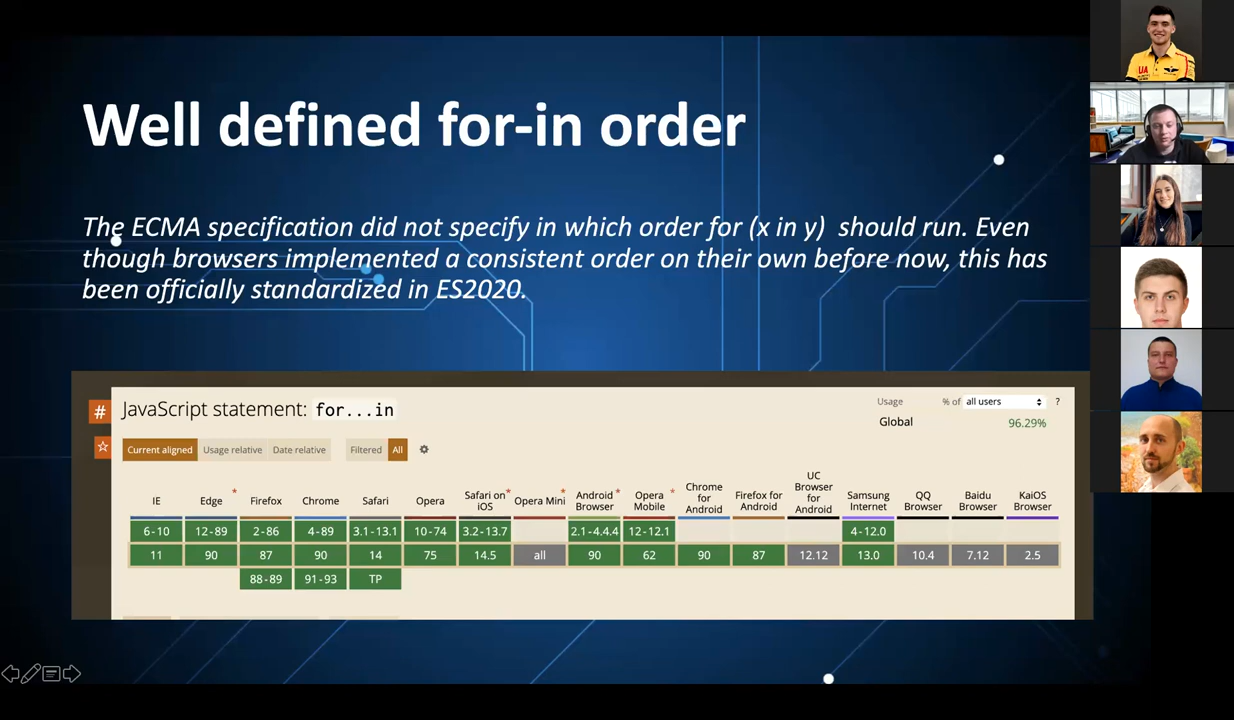 Well defined for-in order
The ECMA specification did not specify in which order for (x in y)  should run. Even
though browsers implemented a consistent order on their own before now, this has
been officially standardized in ES2020.
# JavaScript statement: for...in
Usage % of all users ?
Global 96.29%
Current aligned Usage relative Date relative Filtered All
IE Edge * Firefox Chrome Safari Opera Safari on iOS * Opera Mini * Android Browser * Opera Mobile * Chrome for Android Firefox for Android UC Browser for Android Samsung Internet QQ Browser Baidu Browser KaiOS Browser
6-10 12-89 2-86 4-89 3.1-13.1 10-74 3.2-13.7 2.1-4.4.4 12-12.1 4-12.0
11 90 87 90 14 75 14.5 all 90 62 90 87 12.12 13.0 10.4 7.12 2.5
88-89 91-93 TP
UA